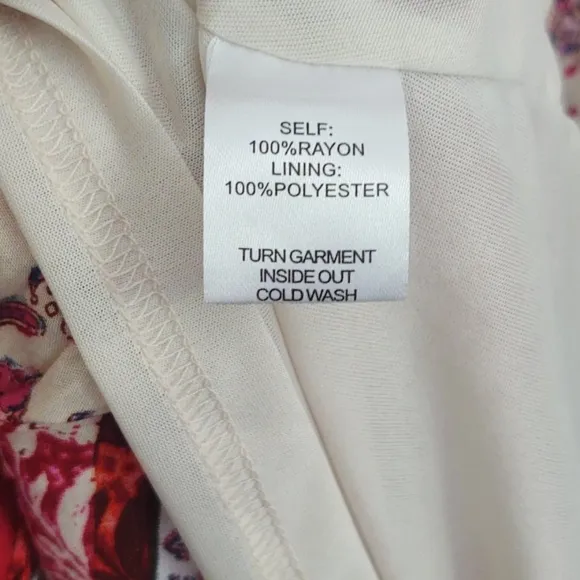 SELF:
100%RAYON
LINING:
100%POLYESTER
TURN GARMENT
INSIDE OUT
COLD WASH